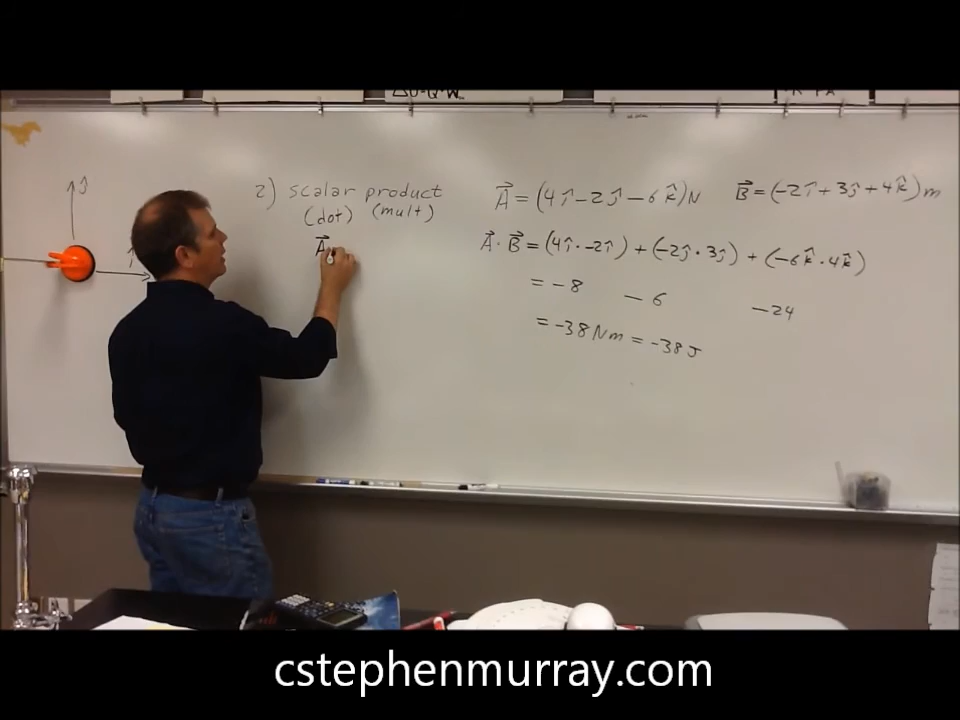 ΔU=Q-W
ĵ
2) scalar product
(dot) (mult)
A⃗
A⃗ = (4î - 2ĵ - 6k̂)N
B⃗ = (-2î + 3ĵ + 4k̂)m
A⃗ · B⃗ = (4î · -2î) + (-2ĵ · 3ĵ) + (-6k̂ · 4k̂)
= -8 - 6 - 24
= -38 Nm = -38 J
cstephenmurray.com